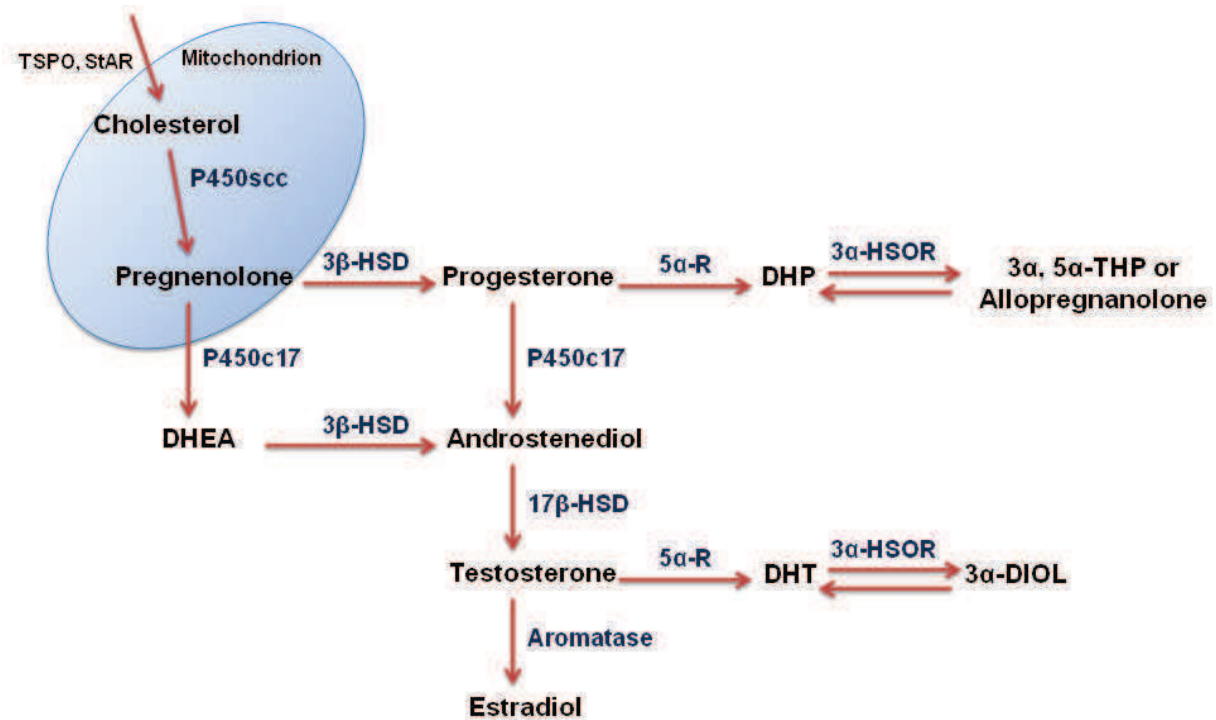 TSPO, StAR
Mitochondrion
Cholesterol
P450scc
Pregnenolone
3β-HSD
Progesterone
5α-R
DHP
3α-HSOR
3α, 5α-THP or
Allopregnanolone
P450c17
P450c17
DHEA
3β-HSD
Androstenediol
17β-HSD
Testosterone
5α-R
DHT
3α-HSOR
3α-DIOL
Aromatase
Estradiol